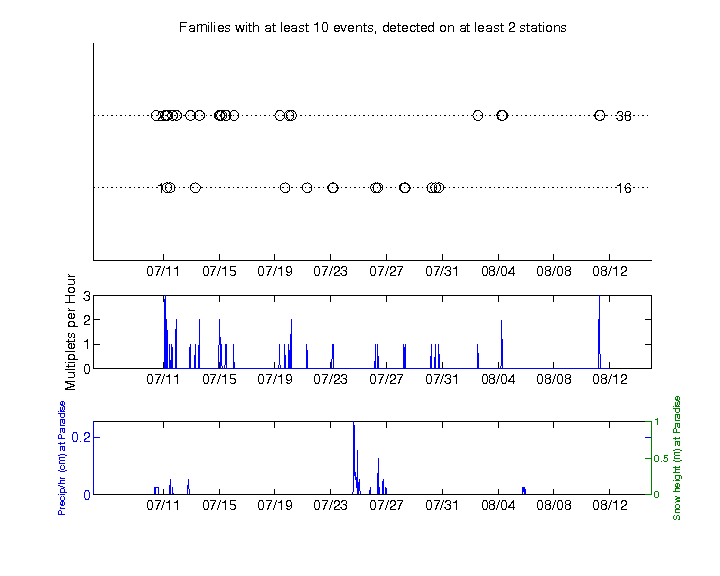 Families with at least 10 events, detected on at least 2 stations
2 38
1 16
07/11 07/15 07/19 07/23 07/27 07/31 08/04 08/08 08/12
Multiplets per Hour
3
2
1
0
07/11 07/15 07/19 07/23 07/27 07/31 08/04 08/08 08/12
Precip/hr (cm) at Paradise
0.2
0
1
0.5
0
Snow height (m) at Paradise
07/11 07/15 07/19 07/23 07/27 07/31 08/04 08/08 08/12